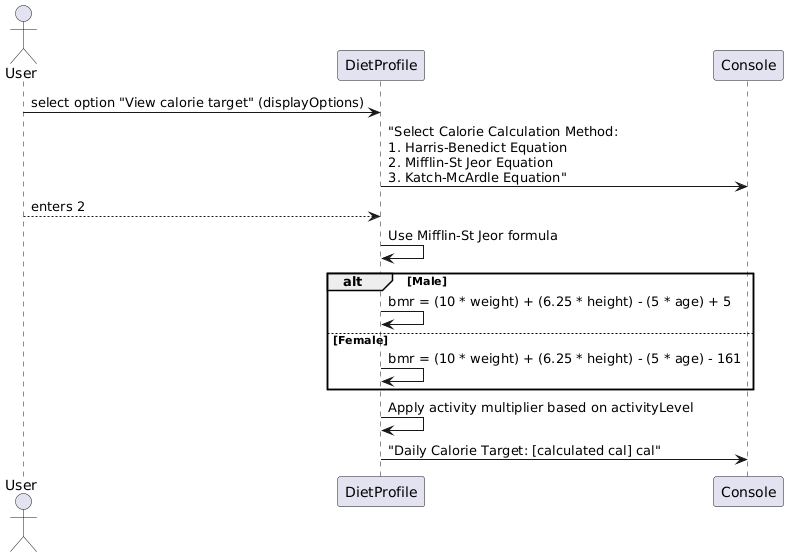 User
DietProfile
Console
select option "View calorie target" (displayOptions)
"Select Calorie Calculation Method:
1. Harris-Benedict Equation
2. Mifflin-St Jeor Equation
3. Katch-McArdle Equation"
enters 2
Use Mifflin-St Jeor formula
alt
[Male]
bmr = (10 * weight) + (6.25 * height) - (5 * age) + 5
[Female]
bmr = (10 * weight) + (6.25 * height) - (5 * age) - 161
Apply activity multiplier based on activityLevel
"Daily Calorie Target: [calculated cal] cal"
User
DietProfile
Console